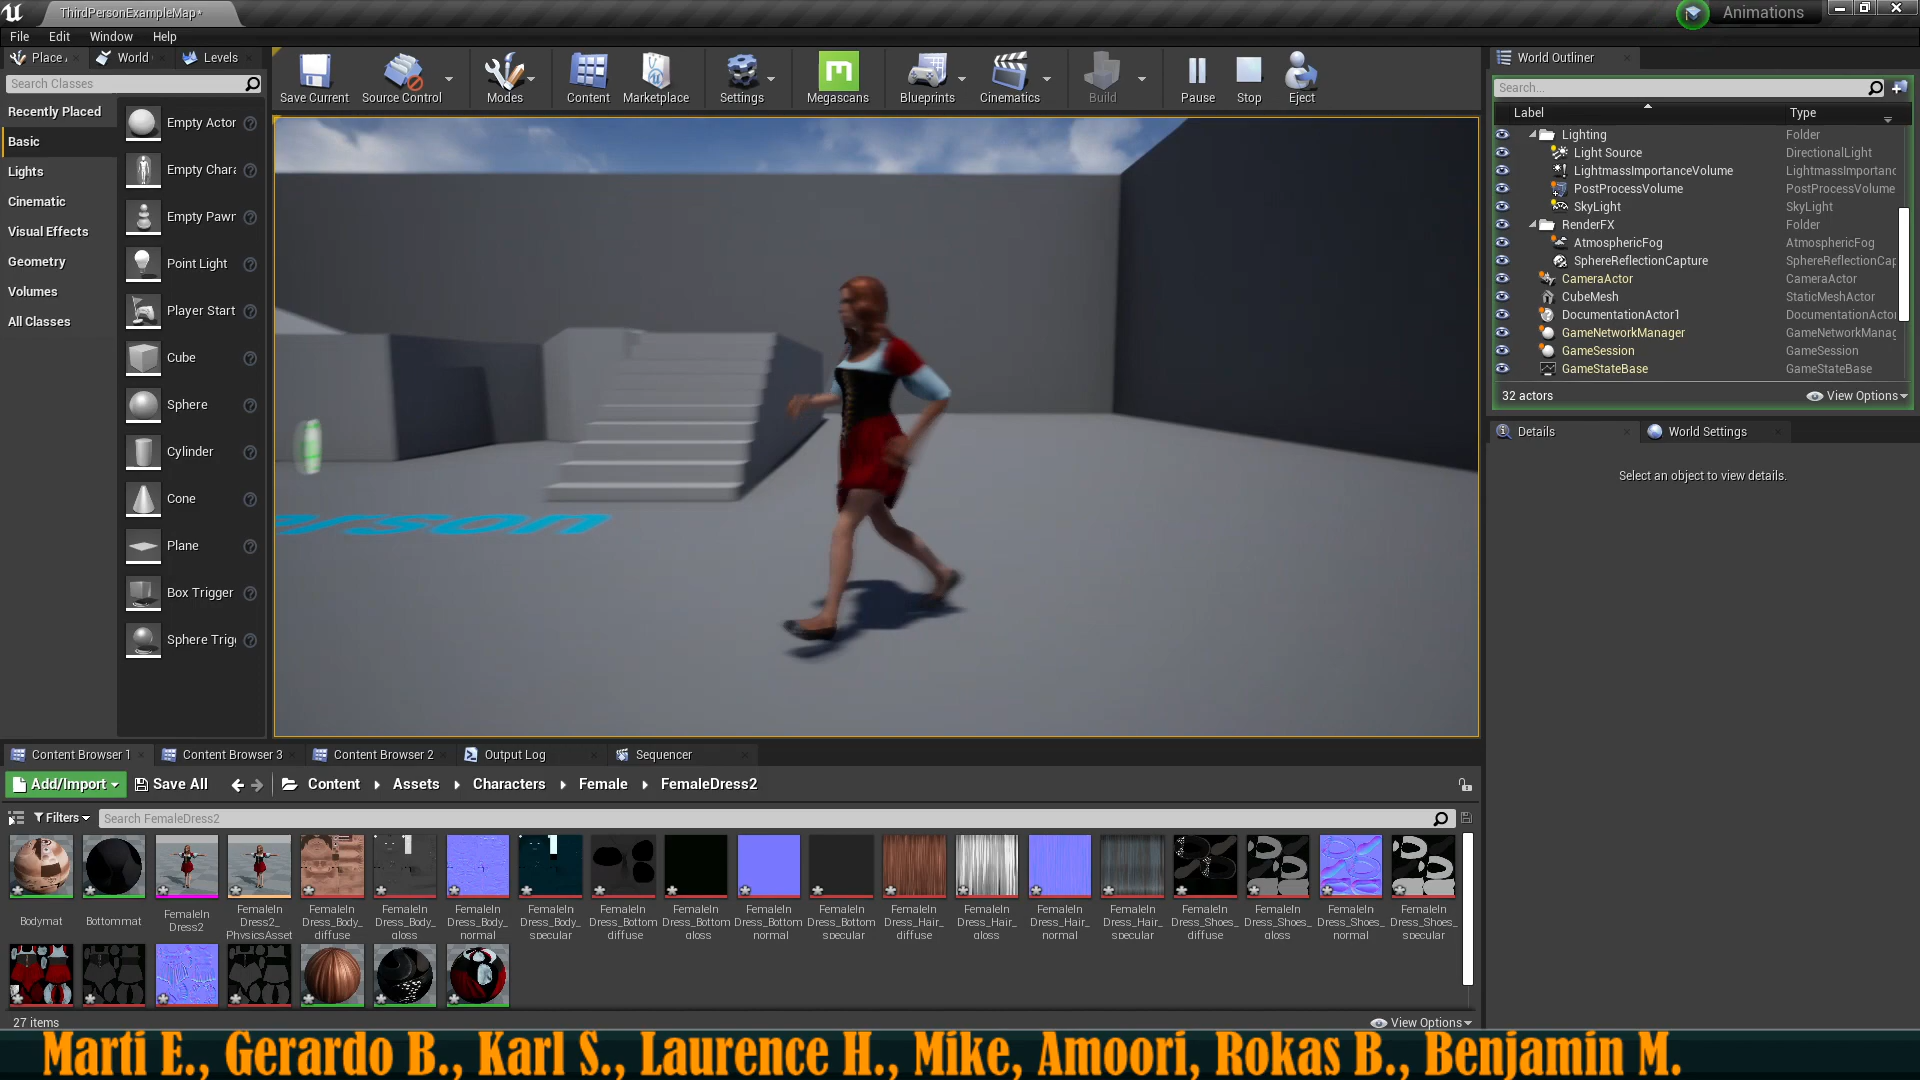 ThirdPersonExampleMap*
Animations
File Edit Window Help
Place World Levels
Search Classes
Recently Placed
Basic
Lights
Cinematic
Visual Effects
Geometry
Volumes
All Classes
Empty Actor
Empty Chara
Empty Pawn
Point Light
Player Start
Cube
Sphere
Cylinder
Cone
Plane
Box Trigger
Sphere Trig
Save Current Source Control Modes Content Marketplace Settings Megascans Blueprints Cinematics Build Pause Stop Eject
erson
World Outliner
Search...
Label Type
Lighting Folder
Light Source DirectionalLight
LightmassImportanceVolume LightmassImportanc
PostProcessVolume PostProcessVolume
SkyLight SkyLight
RenderFX Folder
AtmosphericFog AtmosphericFog
SphereReflectionCapture SphereReflectionCap
CameraActor CameraActor
CubeMesh StaticMeshActor
DocumentationActor1 DocumentationActor
GameNetworkManager GameNetworkManag
GameSession GameSession
GameStateBase GameStateBase
32 actors View Options
Details World Settings
Select an object to view details.
Content Browser 1 Content Browser 3 Content Browser 2 Output Log Sequencer
Add/Import Save All Content Assets Characters Female FemaleDress2
Filters Search FemaleDress2
Bodymat
Bottommat
FemaleIn
Dress2
FemaleIn
Dress2_
PhysicsAsset
FemaleIn
Dress_Body_
diffuse
FemaleIn
Dress_Body_
gloss
FemaleIn
Dress_Body_
normal
FemaleIn
Dress_Body_
specular
FemaleIn
Dress_Bottom
diffuse
FemaleIn
Dress_Bottom
gloss
FemaleIn
Dress_Bottom
normal
FemaleIn
Dress_Bottom
specular
FemaleIn
Dress_Hair_
diffuse
FemaleIn
Dress_Hair_
gloss
FemaleIn
Dress_Hair_
normal
FemaleIn
Dress_Hair_
specular
FemaleIn
Dress_Shoes_
diffuse
FemaleIn
Dress_Shoes_
gloss
FemaleIn
Dress_Shoes_
normal
FemaleIn
Dress_Shoes_
specular
27 items View Options
Marti E., Gerardo B., Karl S., Laurence H., Mike, Amoori, Rokas B., Benjamin M.